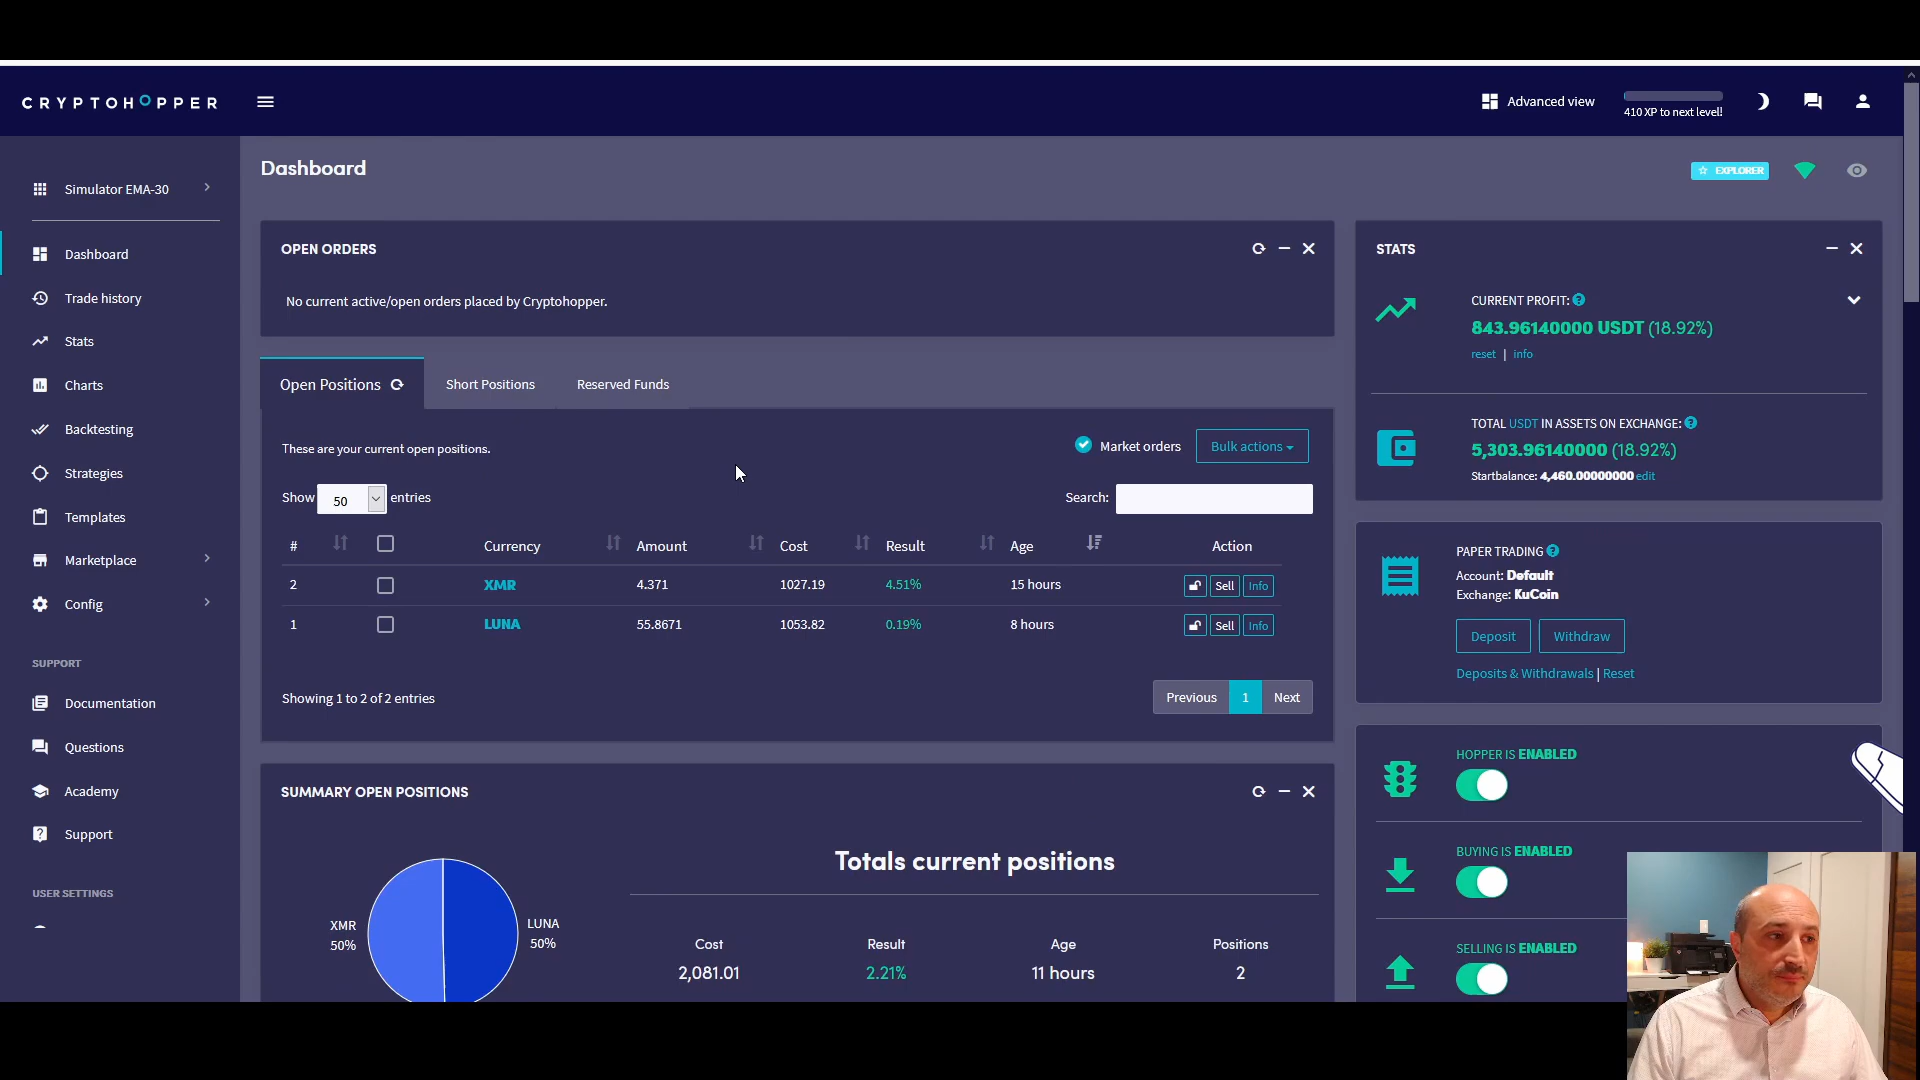 CRYPTOHOPPER
Advanced view
410 XP to next level!
Simulator EMA-30
Dashboard
Trade history
Stats
Charts
Backtesting
Strategies
Templates
Marketplace
Config
SUPPORT
Documentation
Questions
Academy
Support
USER SETTINGS
Dashboard
EXPLORER
OPEN ORDERS
No current active/open orders placed by Cryptohopper.
Open Positions
Short Positions
Reserved Funds
These are your current open positions.
Market orders
Bulk actions
Show 50 entries
Search:
# Currency Amount Cost Result Age Action
2 XMR 4.371 1027.19 4.51% 15 hours Sell Info
1 LUNA 55.8671 1053.82 0.19% 8 hours Sell Info
Showing 1 to 2 of 2 entries
Previous 1 Next
SUMMARY OPEN POSITIONS
XMR
50%
LUNA
50%
Totals current positions
Cost Result Age Positions
2,081.01 2.21% 11 hours 2
STATS
CURRENT PROFIT:
843.96140000 USDT (18.92%)
reset | info
TOTAL USDT IN ASSETS ON EXCHANGE:
5,303.96140000 (18.92%)
Startbalance: 4,460.00000000 edit
PAPER TRADING
Account: Default
Exchange: KuCoin
Deposit
Withdraw
Deposits & Withdrawals | Reset
HOPPER IS ENABLED
BUYING IS ENABLED
SELLING IS ENABLED